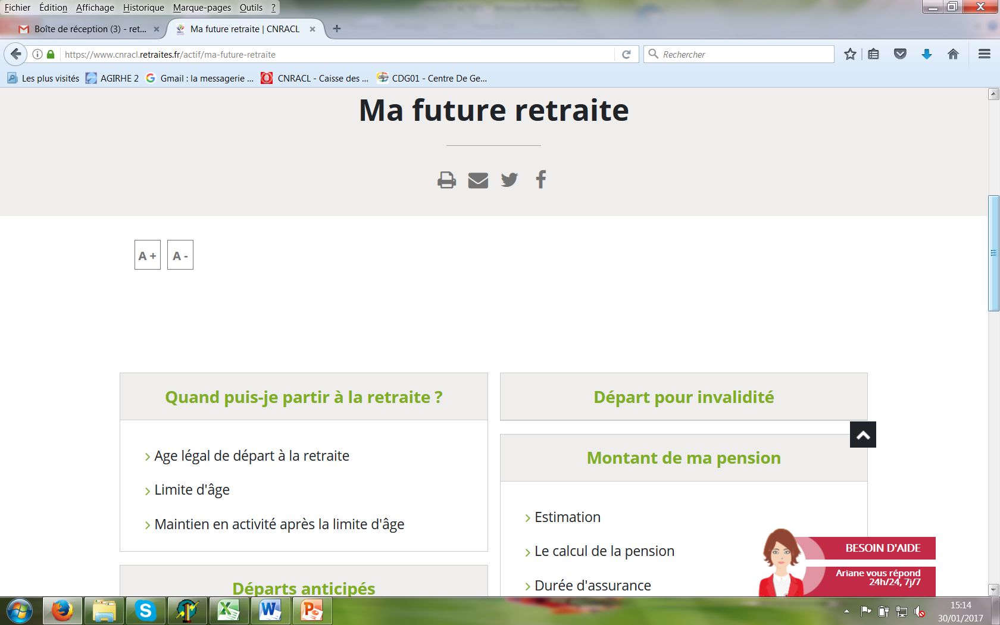 Fichier Édition Affichage Historique Marque-pages Outils ?
Boîte de réception (3) - ret... Ma future retraite | CNRACL
https://www.cnracl.retraites.fr/actif/ma-future-retraite Rechercher
Les plus visités AGIRHE 2 Gmail : la messagerie ... CNRACL - Caisse des ... CDG01 - Centre De Ge...
Ma future retraite
A + A -
Quand puis-je partir à la retraite ?
Age légal de départ à la retraite
Limite d'âge
Maintien en activité après la limite d'âge
Départs anticipés
Départ pour invalidité
Montant de ma pension
Estimation
Le calcul de la pension
Durée d'assurance
BESOIN D'AIDE
Ariane vous répond
24h/24, 7j/7
15:14
30/01/2017